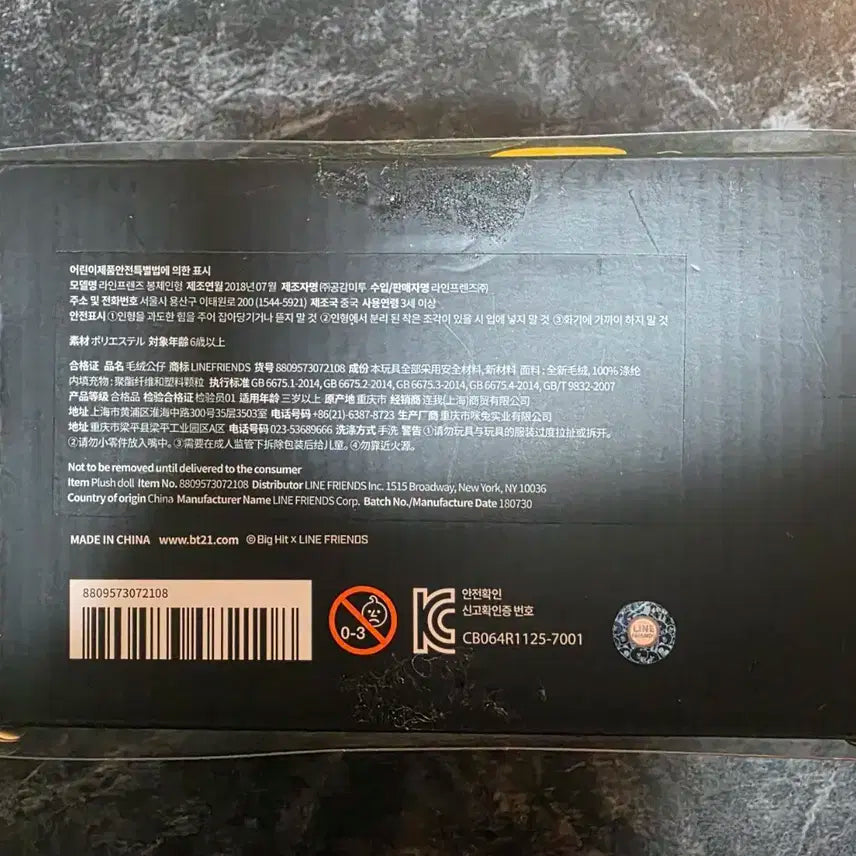 어린이제품안전특별법에 의한 표시
모델명 라인프렌즈 봉제인형 제조연월 2018년 07월 제조자명 ㈜공감미투 수입/판매자명 라인프렌즈㈜
주소 및 전화번호 서울시 용산구 이태원로 200 (1544-5921) 제조국 중국 사용연령 3세 이상
안전표시 ①인형을 과도한 힘을 주어 잡아당기거나 뜯지 말 것 ②인형에서 분리 된 작은 조각이 있을 시 입에 넣지 말 것 ③화기에 가까이 하지 말 것
素材 ポリエステル 対象年齢 6歳以上
合格证 品名 毛绒公仔 商标 LINEFRIENDS 货号 8809573072108 成份 本玩具全部采用安全材料, 新材料 面料 : 全新毛绒, 100% 涤纶
内填充物 : 聚酯纤维和塑料颗粒 执行标准 GB 6675.1-2014, GB 6675.2-2014, GB 6675.3-2014, GB 6675.4-2014, GB/T 9832-2007
产品等级 合格品 检验合格证 检验员01 适用年龄 三岁以上 原产地 重庆市 经销商 连我(上海)商贸有限公司
地址 上海市黄浦区淮海中路300号35层3503室 电话号码 +86(21)-6387-8723 生产厂商 重庆市咪兔实业有限公司
地址 重庆市梁平县梁平工业园区A区 电话号码 023-53689666 洗涤方式 手洗 警告 ①请勿玩具与玩具的服装过度拉扯或拆开。
②请勿小零件放入嘴中。③需要在成人监管下拆除包装后给儿童。④勿靠近火源。
Not to be removed until delivered to the consumer
Item Plush doll Item No. 8809573072108 Distributor LINE FRIENDS Inc. 1515 Broadway, New York, NY 10036
Country of origin China Manufacturer Name LINE FRIENDS Corp. Batch No./Manufacture Date 180730
MADE IN CHINA www.bt21.com ©Big Hit x LINE FRIENDS
8809573072108
0-3
안전확인
신고확인증 번호
CB064R1125-7001
LINE
FRIENDS